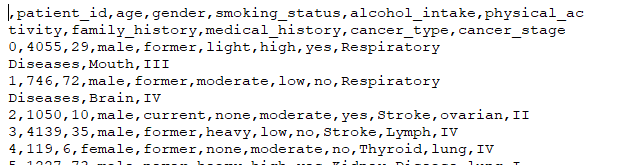 ,patient_id,age,gender,smoking_status,alcohol_intake,physical_ac
tivity,family_history,medical_history,cancer_type,cancer_stage
0,4055,29,male,former,light,high,yes,Respiratory
Diseases,Mouth,III
1,746,72,male,former,moderate,low,no,Respiratory
Diseases,Brain,IV
2,1050,10,male,current,none,moderate,yes,Stroke,ovarian,II
3,4139,35,male,former,heavy,low,no,Stroke,Lymph,IV
4,119,6,female,former,none,moderate,no,Thyroid,lung,IV